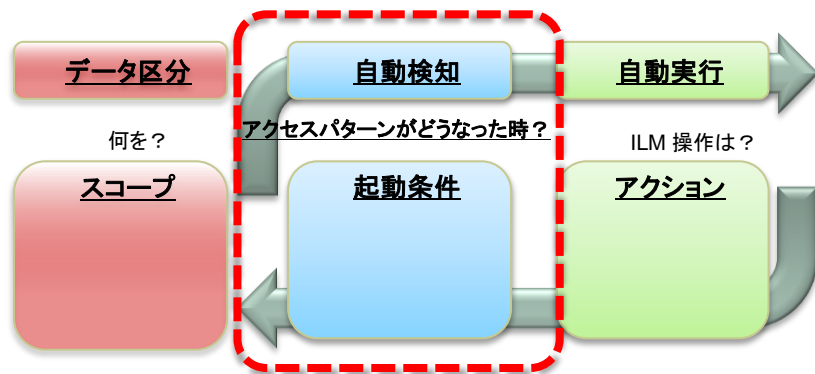 データ区分
自動検知
自動実行
何を？
アクセスパターンがどうなった時？
ILM 操作は？
スコープ
起動条件
アクション